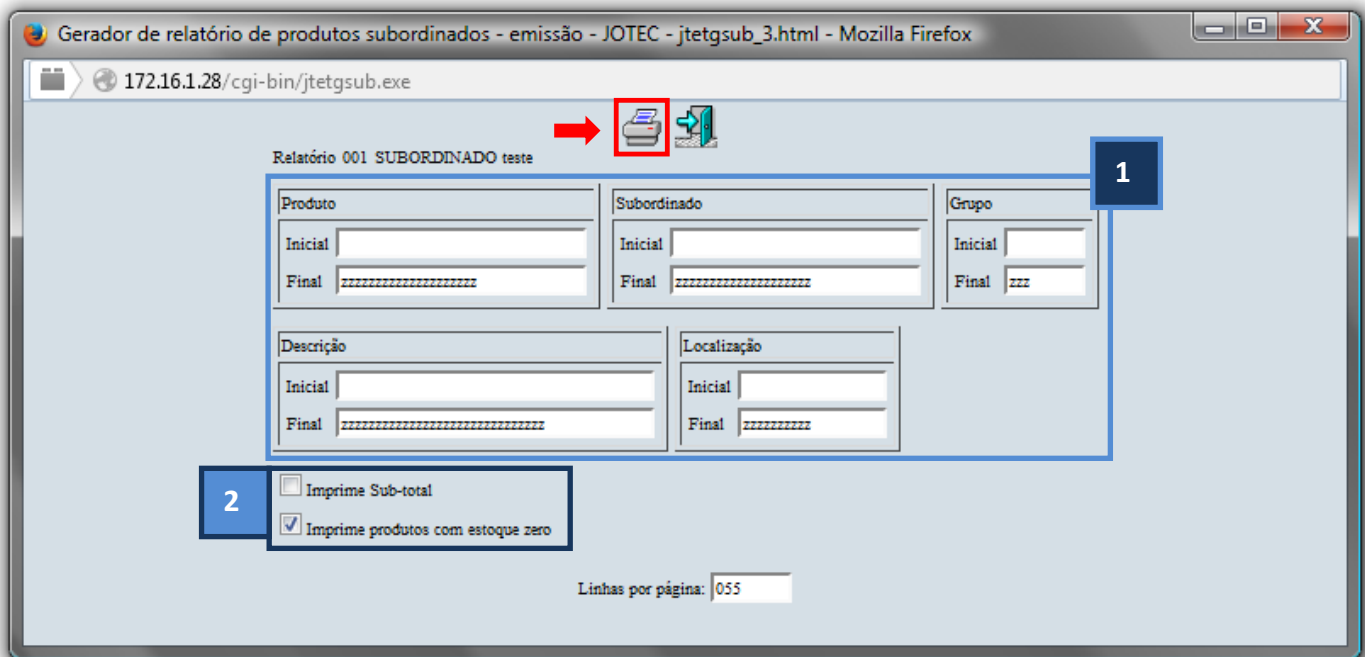 Gerador de relatório de produtos subordinados - emissão - JOTEC - jtetgsub_3.html - Mozilla Firefox
172.16.1.28/cgi-bin/jtetgsub.exe
Relatório 001 SUBORDINADO teste
1
Produto Subordinado Grupo
Inicial Inicial Inicial
Final zzzzzzzzzzzzzzzzzzzz Final zzzzzzzzzzzzzzzzzzzz Final zzz
Descrição Localização
Inicial Inicial
Final zzzzzzzzzzzzzzzzzzzzzzzzzzzzzz Final zzzzzzzzzz
2
Imprime Sub-total
Imprime produtos com estoque zero
Linhas por página: 055